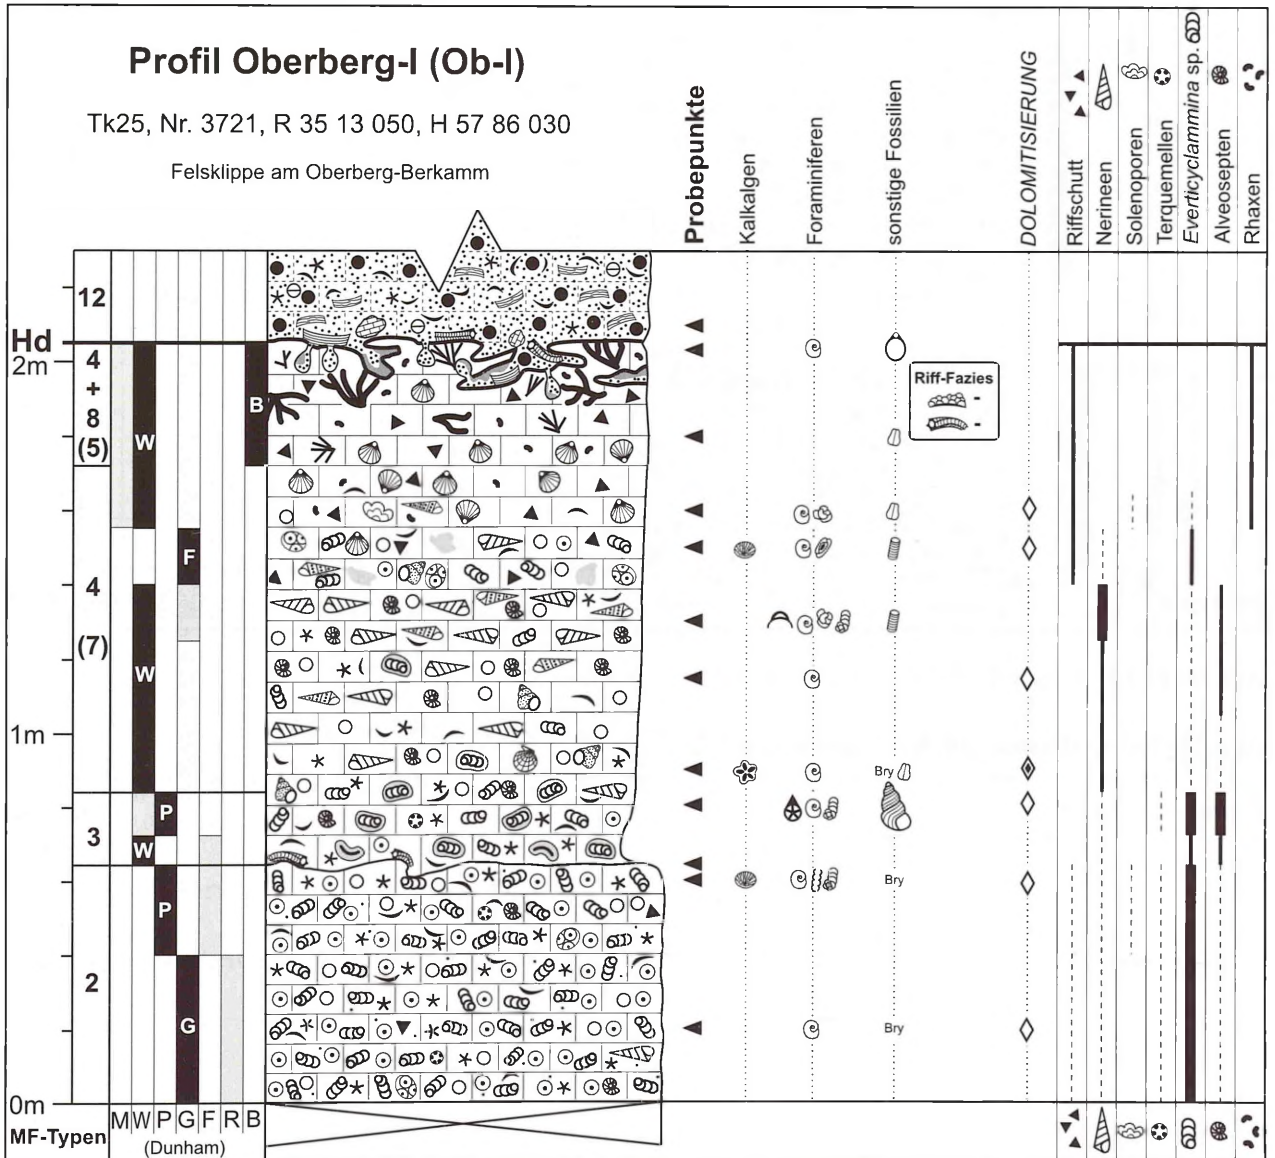 Profil Oberberg-I (Ob-I)
Tk25, Nr. 3721, R 35 13 050, H 57 86 030
Felsklippe am Oberberg-Berkamm
Probepunkte
Kalkalgen
Foraminiferen
sonstige Fossilien
DOLOMITISIERUNG
Riffschutt
Nerineen
Solenoporen
Terquemellen
Everticyclammina sp.
Alveosepten
Rhaxen
12
Hd
2m
4
+
8
(5)
B
W
Riff-Fazies
-
-
F
4
(7)
W
1m
Bry
P
3
W
Bry
P
2
G
Bry
0m
M W P G F R B
MF-Typen
(Dunham)